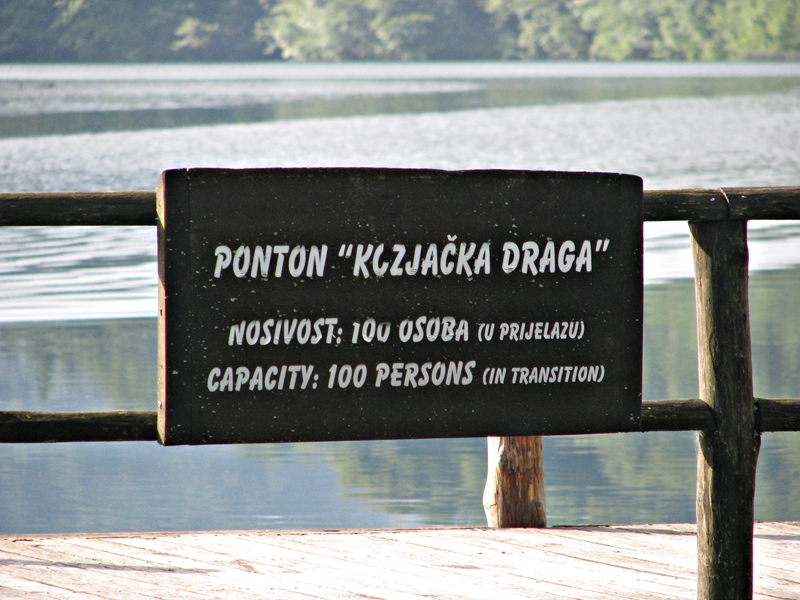 PONTON “KOZJAČKA DRAGA”
NOSIVOST: 100 OSOBA (U PRIJELAZU)
CAPACITY: 100 PERSONS (IN TRANSITION)